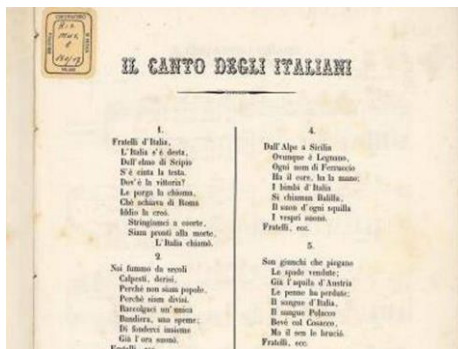 IL CANTO DEGLI ITALIANI
1.
Fratelli d'Italia,
L'Italia s'è desta,
Dell'elmo di Scipio
S'è cinta la testa.
Dov'è la vittoria?
Le porga la chioma,
Chè schiava di Roma
Iddio la creò.
Stringiamci a coorte,
Siam pronti alla morte,
L'Italia chiamò.
2.
Noi fummo da secoli
Calpesti, derisi,
Perchè non siam popolo,
Perchè siam divisi.
Raccolgaci un'unica
Bandiera, una speme;
Di fonderci insieme
Già l'ora suonò.
Fratelli, ecc.
4.
Dall'Alpe a Sicilia
Ovunque è Legnano,
Ogni uom di Ferruccio
Ha il core, ha la mano;
I bimbi d'Italia
Si chiaman Balilla,
Il suon d'ogni squilla
I vespri suonò.
Fratelli, ecc.
5.
Son giunchi che piegano
Le spade vendute;
Già l'aquila d'Austria
Le penne ha perdute;
Il sangue d'Italia,
Il sangue Polacco
Bevè col Cosacco,
Ma il sen le bruciò.
Fratelli, ecc.